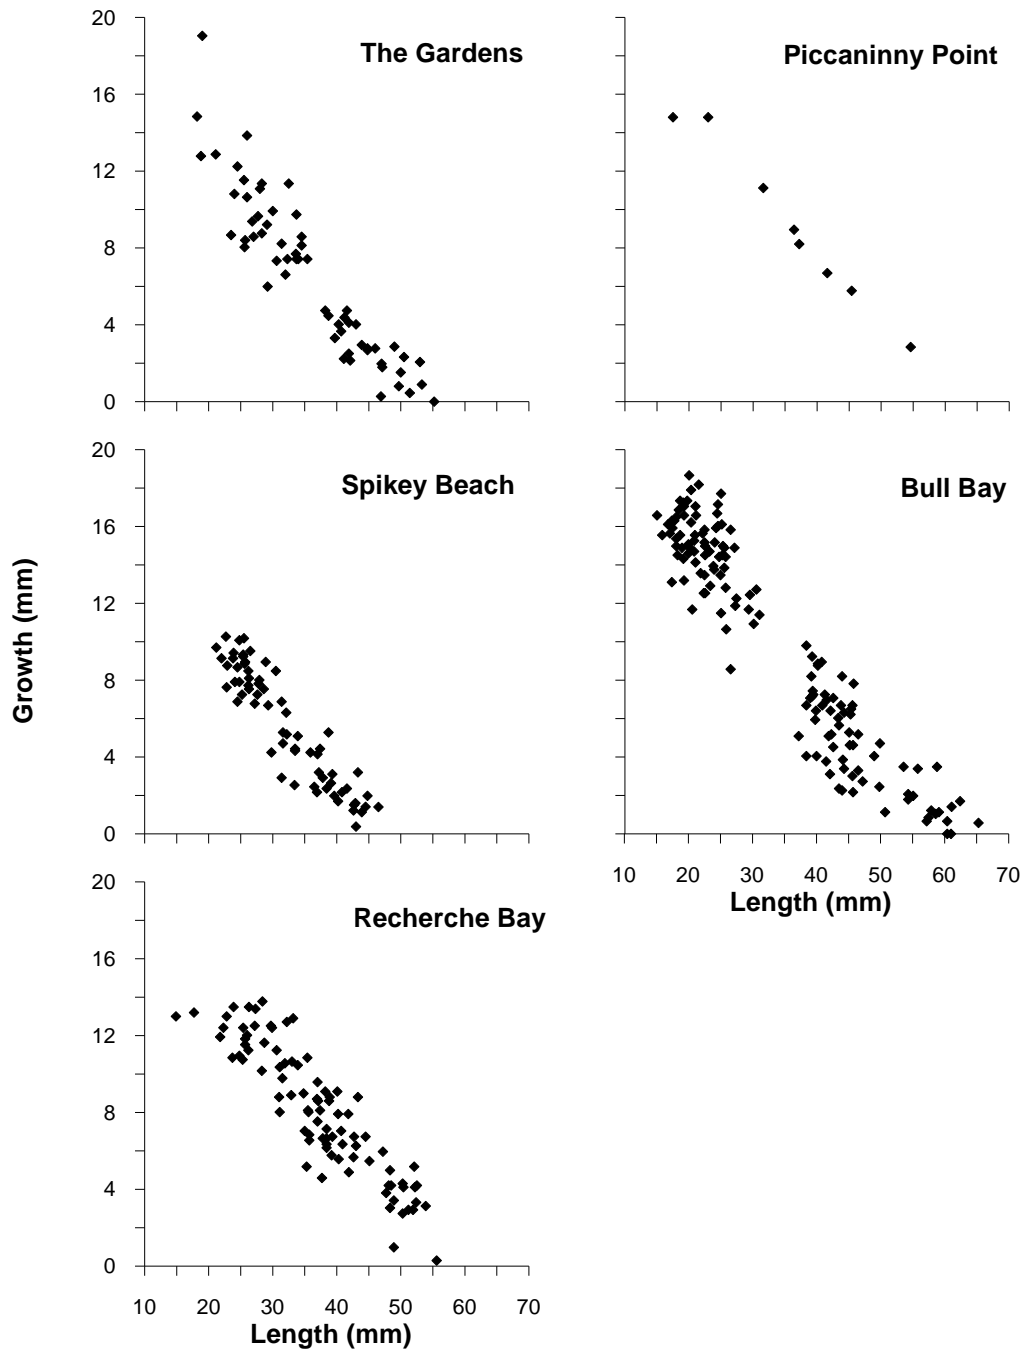 20
16
12
8
4
0
The Gardens
Piccaninny Point
Growth (mm)
20
16
12
8
4
0
Spikey Beach
Bull Bay
10 20 30 40 50 60 70
Length (mm)
20
16
12
8
4
0
Recherche Bay
10 20 30 40 50 60 70
Length (mm)